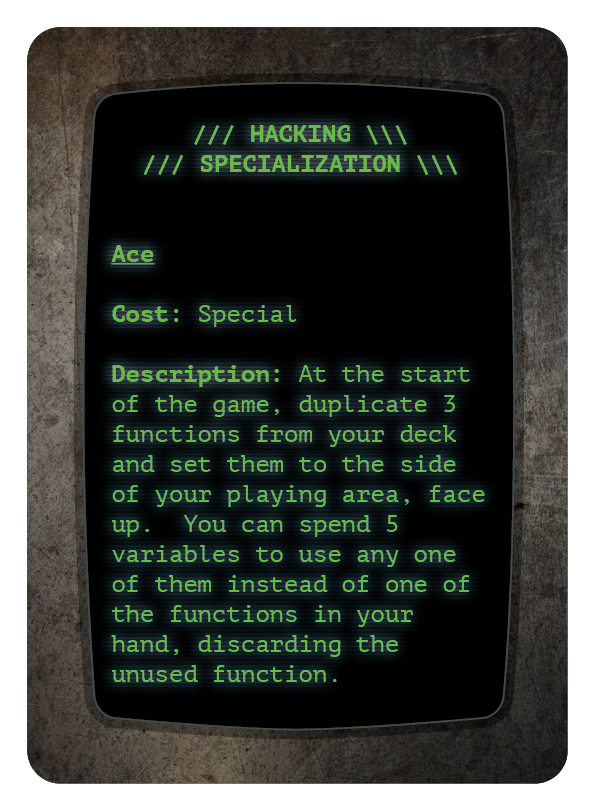 /// HACKING \\\
/// SPECIALIZATION \\\
Ace
Cost: Special
Description: At the start
of the game, duplicate 3
functions from your deck
and set them to the side
of your playing area, face
up.  You can spend 5
variables to use any one
of them instead of one of
the functions in your
hand, discarding the
unused function.